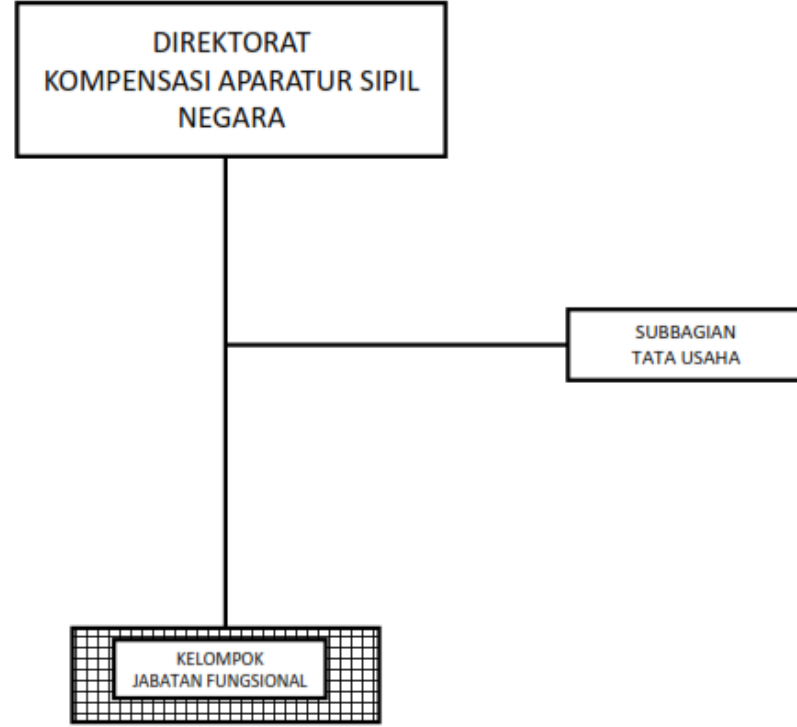 DIREKTORAT
KOMPENSASI APARATUR SIPIL
NEGARA
SUBBAGIAN
TATA USAHA
KELOMPOK
JABATAN FUNGSIONAL